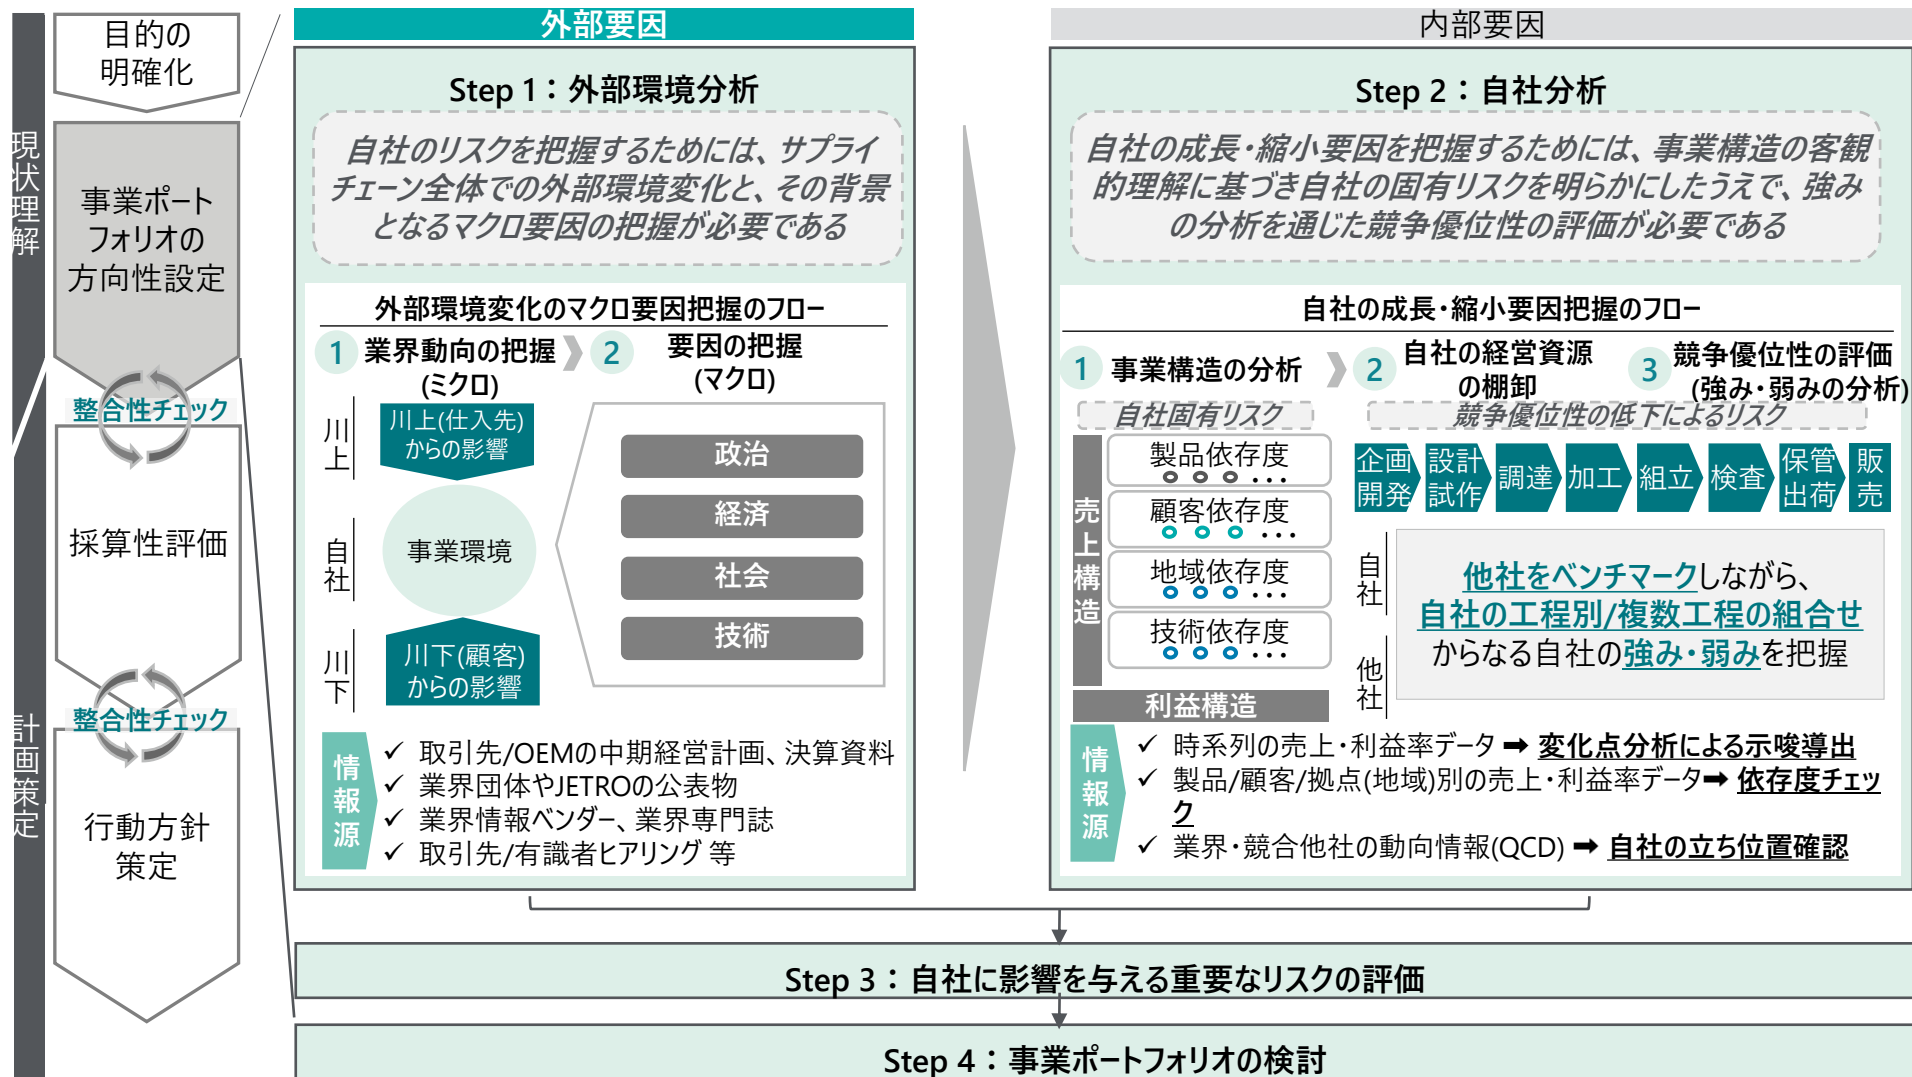 現状理解
計画策定
目的の
明確化
事業ポート
フォリオの
方向性設定
整合性チェック
採算性評価
整合性チェック
行動方針
策定
外部要因
Step 1：外部環境分析
自社のリスクを把握するためには、サプライ
チェーン全体での外部環境変化と、その背景
となるマクロ要因の把握が必要である
外部環境変化のマクロ要因把握のフロー
1 業界動向の把握
(ミクロ)
2 要因の把握
(マクロ)
川上
川上(仕入先)
からの影響
自社
事業環境
川下
川下(顧客)
からの影響
政治
経済
社会
技術
情報源
✓ 取引先/OEMの中期経営計画、決算資料
✓ 業界団体やJETROの公表物
✓ 業界情報ベンダー、業界専門誌
✓ 取引先/有識者ヒアリング 等
内部要因
Step 2：自社分析
自社の成長・縮小要因を把握するためには、事業構造の客観
的理解に基づき自社の固有リスクを明らかにしたうえで、強み
の分析を通じた競争優位性の評価が必要である
自社の成長・縮小要因把握のフロー
1 事業構造の分析
2 自社の経営資源
の棚卸
3 競争優位性の評価
(強み・弱みの分析)
自社固有リスク
競争優位性の低下によるリスク
売上構造
製品依存度
…
顧客依存度
…
地域依存度
…
技術依存度
…
利益構造
企画
開発
設計
試作
調達
加工
組立
検査
保管
出荷
販
売
自社
他社
他社をベンチマークしながら、
自社の工程別/複数工程の組合せ
からなる自社の強み・弱みを把握
情報源
✓ 時系列の売上・利益率データ ➡ 変化点分析による示唆導出
✓ 製品/顧客/拠点(地域)別の売上・利益率データ➡ 依存度チェッ
ク
✓ 業界・競合他社の動向情報(QCD) ➡ 自社の立ち位置確認
Step 3：自社に影響を与える重要なリスクの評価
Step 4：事業ポートフォリオの検討